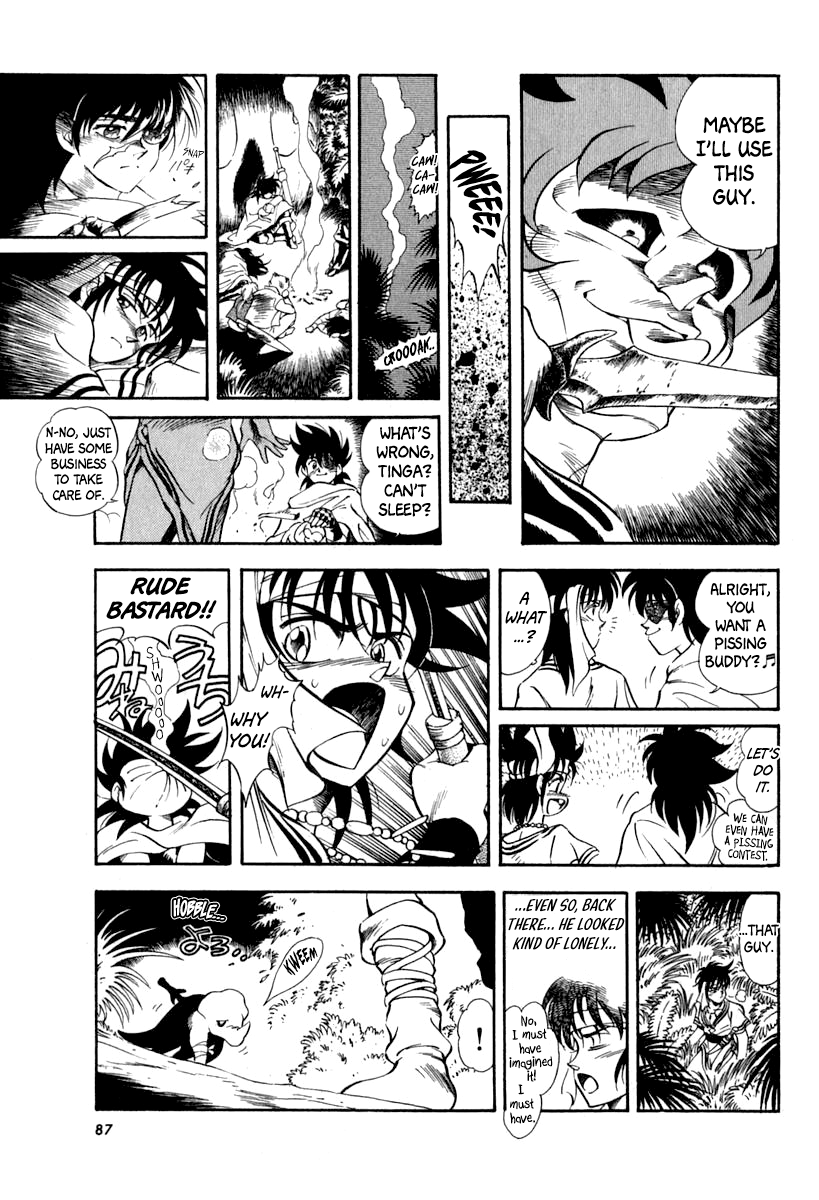 MAYBE
I'LL USE
THIS
GUY.
PWEEE!
CAW!
CA-
CAW!
CROOOAK..
SNAP
WHAT'S
WRONG,
TINGA?
CAN'T
SLEEP?
N-NO, JUST
HAVE SOME
BUSINESS
TO TAKE
CARE OF.
ALRIGHT,
YOU
WANT A
PISSING
BUDDY?♫
A
WHAT
...?
LET'S
DO IT.
WE CAN
EVEN HAVE
A PISSING
CONTEST.
WH-
WHY
YOU!
RUDE
BASTARD!!
SHWOOOOO
...THAT
GUY.
...EVEN SO, BACK
THERE... HE LOOKED
KIND OF LONELY...
No,
I must
have
imagined
it!
I
must
have.
!
HOBBLE...
よろ..
KWEEM
87